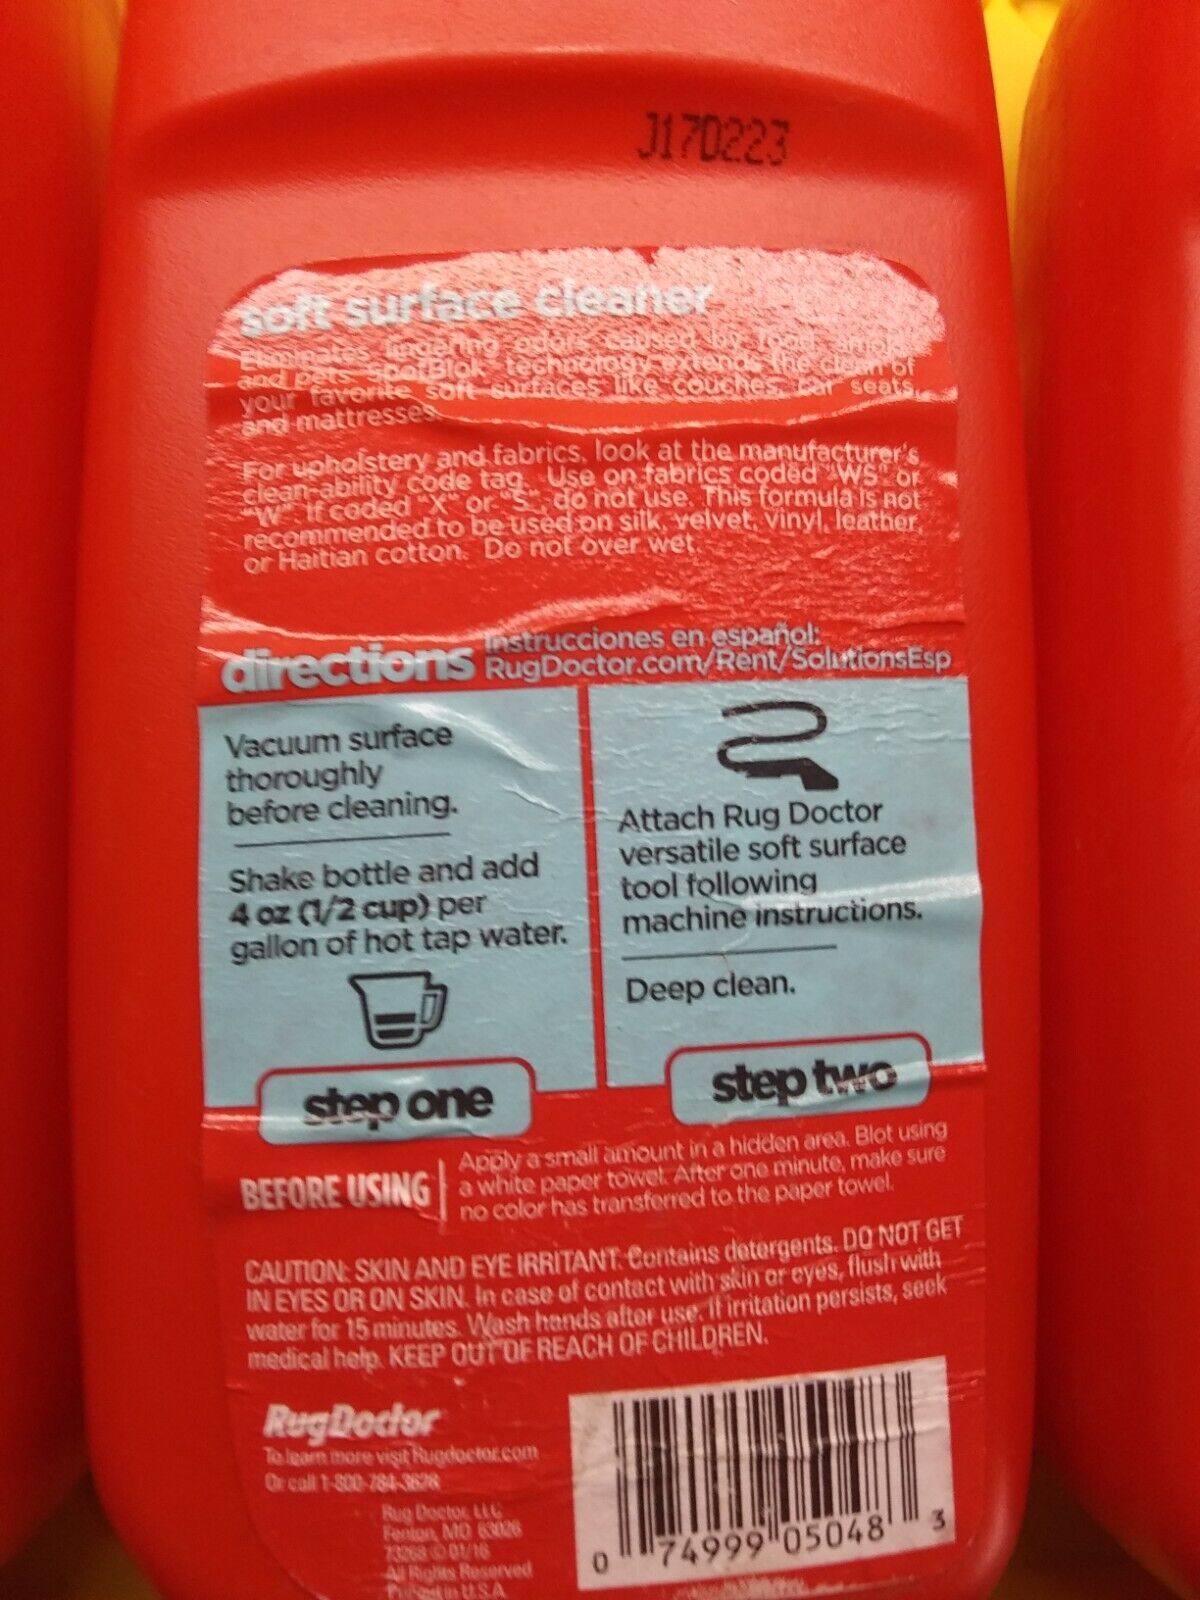 J170223
soft surface cleaner
Eliminates lingering odors caused by food, smoke
and pets. SpotBlok technology extends the clean of
your favorite soft surfaces like couches, car seats,
and mattresses.
For upholstery and fabrics, look at the manufacturer's
clean-ability code tag. Use on fabrics coded "WS" or
"W". If coded "X" or "S", do not use. This formula is not
recommended to be used on silk, velvet, vinyl, leather,
or Haitian cotton. Do not over wet.
directions
Instrucciones en español:
RugDoctor.com/Rent/SolutionsEsp
Vacuum surface
thoroughly
before cleaning.
Shake bottle and add
4 oz (1/2 cup) per
gallon of hot tap water.
step one
Attach Rug Doctor
versatile soft surface
tool following
machine instructions.
Deep clean.
step two
BEFORE USING
Apply a small amount in a hidden area. Blot using
a white paper towel. After one minute, make sure
no color has transferred to the paper towel.
CAUTION: SKIN AND EYE IRRITANT. Contains detergents. DO NOT GET
IN EYES OR ON SKIN. In case of contact with skin or eyes, flush with
water for 15 minutes. Wash hands after use. If irritation persists, seek
medical help. KEEP OUT OF REACH OF CHILDREN.
RugDoctor
To learn more visit Rugdoctor.com
Or call 1-800-784-3628
Rug Doctor, LLC
Fenton, MO 63026
73268 © 01/16
All Rights Reserved
Printed in U.S.A.
0 74999 05048 3